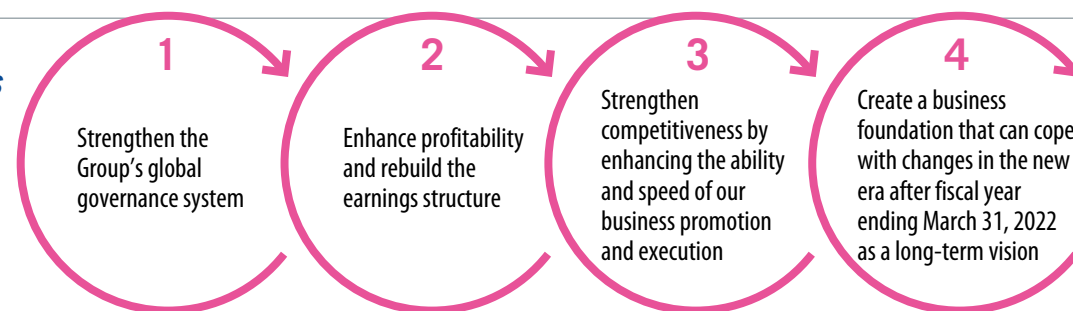 1
Strengthen the
Group's global
governance system
2
Enhance profitability
and rebuild the
earnings structure
3
Strengthen
competitiveness by
enhancing the ability
and speed of our
business promotion
and execution
4
Create a business
foundation that can cope
with changes in the new
era after fiscal year
ending March 31, 2022
as a long-term vision